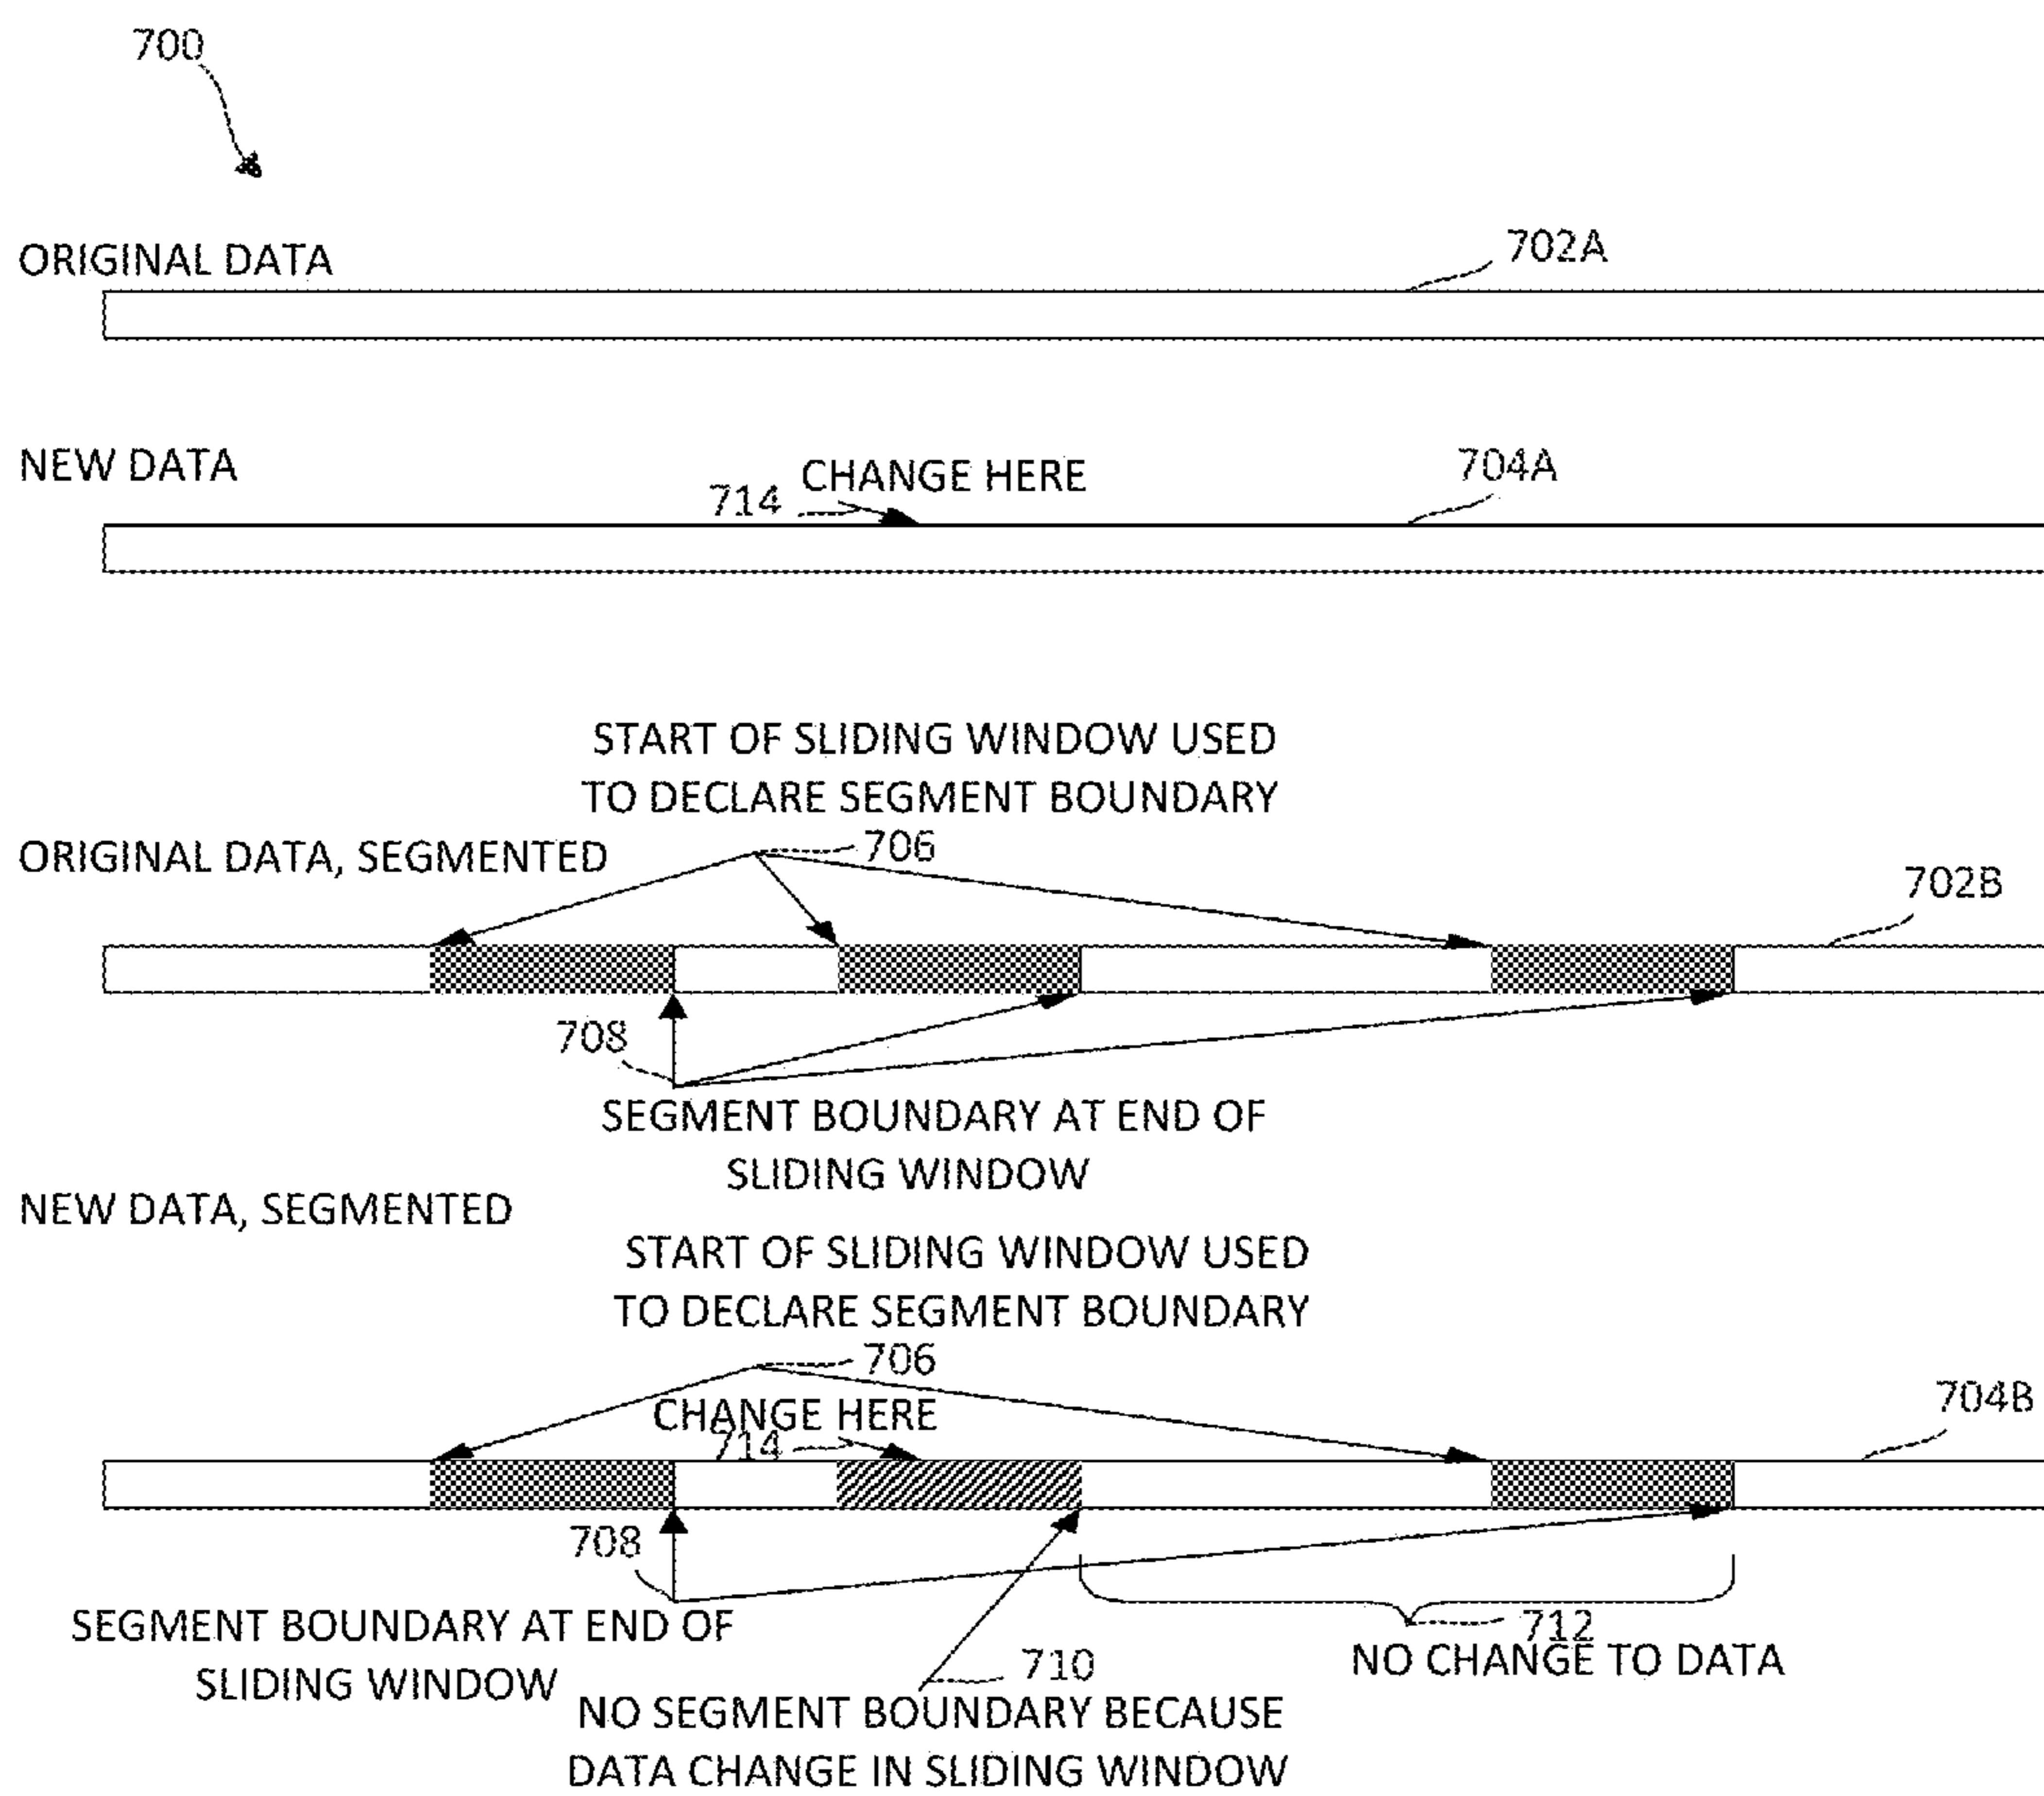 700
702A
ORIGINAL DATA
NEW DATA
CHANGE HERE
704A
714
START OF SLIDING WINDOW USED
TO DECLARE SEGMENT BOUNDARY
706
ORIGINAL DATA, SEGMENTED
702B
708
SEGMENT BOUNDARY AT END OF
SLIDING WINDOW
NEW DATA, SEGMENTED
START OF SLIDING WINDOW USED
TO DECLARE SEGMENT BOUNDARY
706
704B
CHANGE HERE
714
708
SEGMENT BOUNDARY AT END OF
SLIDING WINDOW
712
NO CHANGE TO DATA
710
NO SEGMENT BOUNDARY BECAUSE
DATA CHANGE IN SLIDING WINDOW